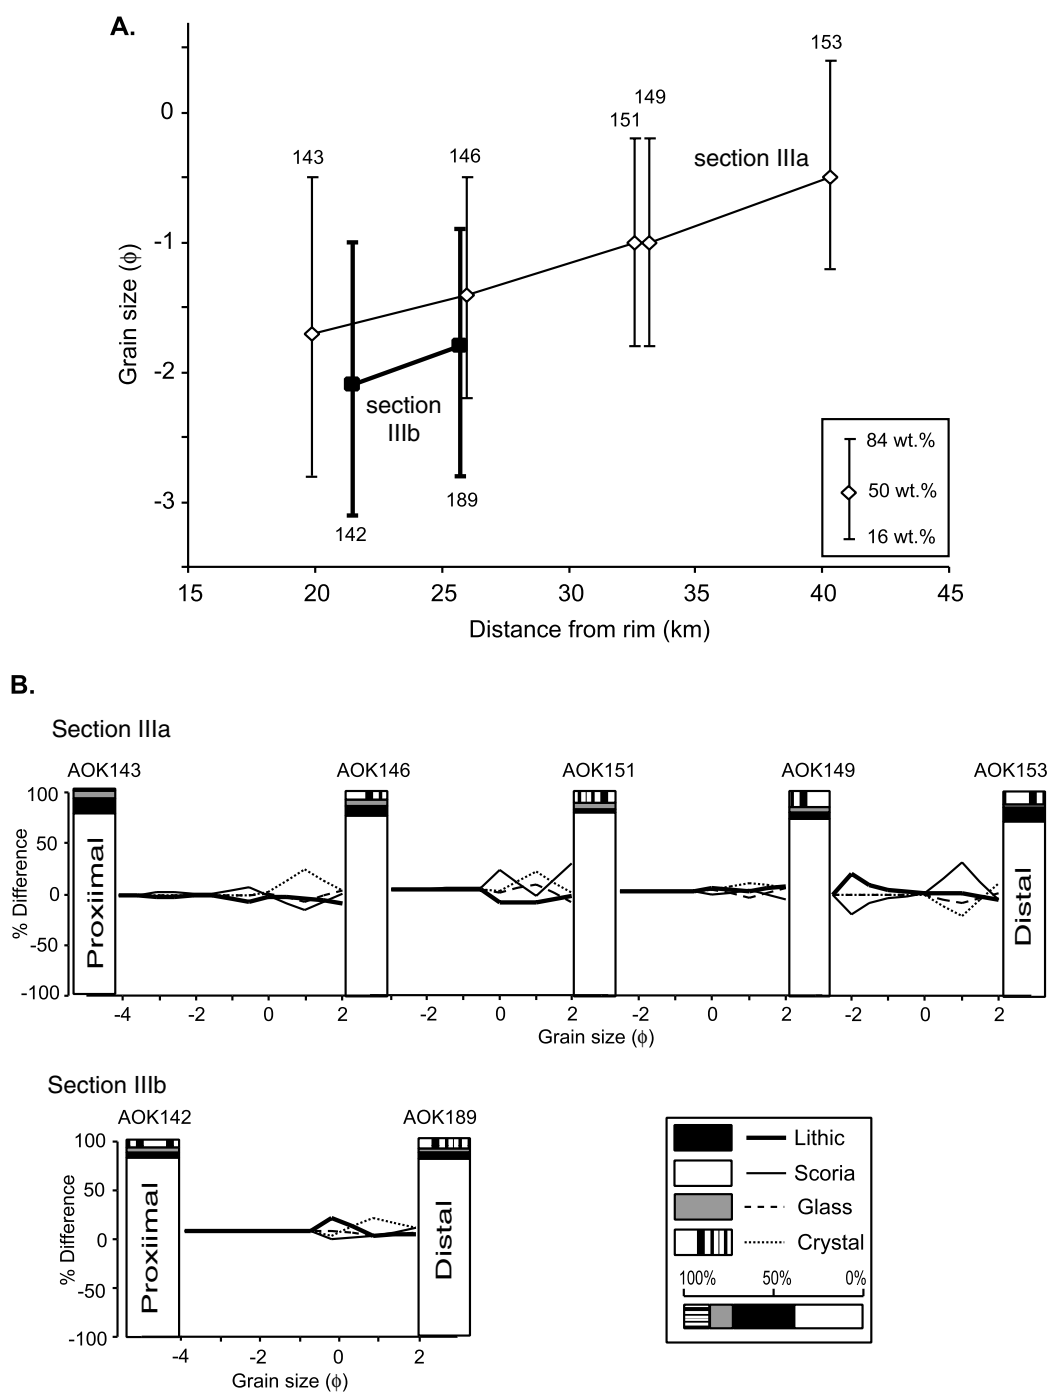 A.
153
149
151
section IIIa
0
143
146
-1
Grain size (ϕ)
-2
section
IIIb
84 wt.%
50 wt.%
16 wt.%
-3
189
142
15 20 25 30 35 40 45
Distance from rim (km)
B.
Section IIIa
AOK143 AOK146 AOK151 AOK149 AOK153
100
50
0
-50
-100
% Difference
Proxiimal
Distal
-4 -2 0 2 -2 0 2 -2 0 2 -2 0 2
Grain size (ϕ) Grain size (ϕ)
Section IIIb
AOK142 AOK189
100
50
0
-50
-100
% Difference
Proxiimal
Distal
-4 -2 0 2
Grain size (ϕ)
Lithic
Scoria
Glass
Crystal
100% 50% 0%